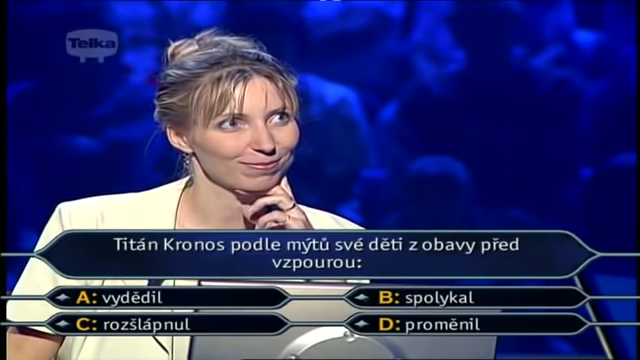 Telka
Titán Kronos podle mýtů své děti z obavy před
vzpourou:
A: vydědil
B: spolykal
C: rozšlápnul
D: proměnil